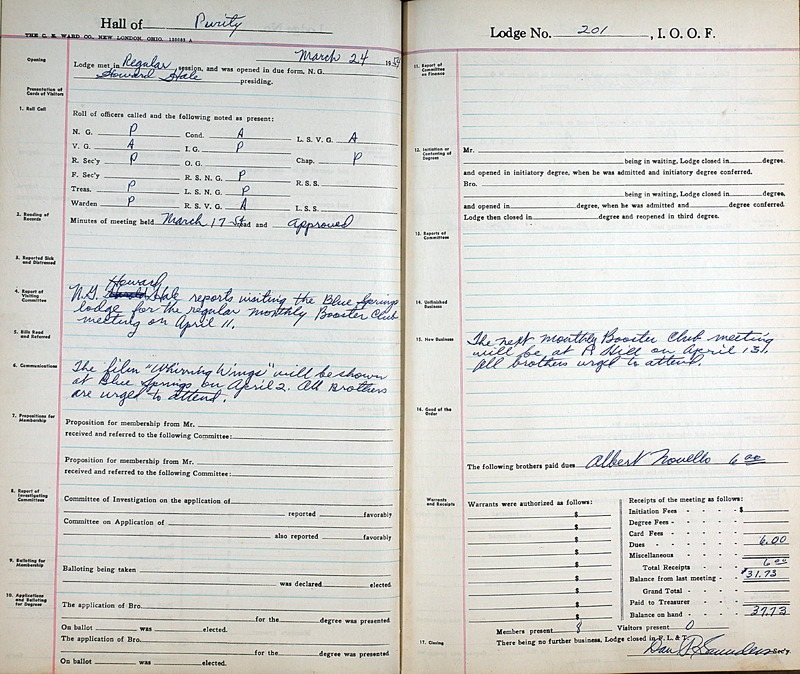 Hall of Purity
THE C. E. WARD CO., NEW LONDON, OHIO.
March 24 19
Opening
Lodge met in Regular session, and was opened in due form, N. G.
Howard Hale presiding.
Presentation of Cards of Visitors
1. Roll Call
Roll of officers called and the following noted as present:
N. G. P Cond. A L. S. V. G. A
V. G. A I. G. P
R. Sec'y P O. G. Chap. P
F. Sec'y R. S. N. G. P R. S. S.
Treas. P L. S. N. G. P
Warden P R. S. V. G. A L. S. S.
2. Reading of Records
Minutes of meeting held March 17 read and approved
3. Reported Sick and Distressed
4. Report of Visiting Committee
Howard
N.G. Hale reports visiting the Blue Springs
lodge for the regular monthly Booster Club
meeting on April 11.
5. Bills Read and Referred
6. Communications
The film "Whirring Wings" will be shown
at Blue Springs on April 2. All Brothers
are urged to attend.
7. Propositions for Membership
Proposition for membership from Mr.
received and referred to the following Committee:
Proposition for membership from Mr.
received and referred to the following Committee:
8. Report of Investigating Committees
Committee of Investigation on the application of
reported favorably
Committee on Application of
also reported favorably
9. Balloting for Membership
Balloting being taken
was declared elected.
10. Applications and Balloting for Degrees
The application of Bro. for the degree was presented.
On ballot was elected.
The application of Bro. for the degree was presented
On ballot was elected.
Lodge No. 201, I. O. O. F.
11. Report of Committee on Finance
12. Initiation or Conferring of Degrees
Mr.
being in waiting, Lodge closed in degree,
and opened in initiatory degree, when he was admitted and initiatory degree conferred.
Bro.
being in waiting, Lodge closed in degree,
and opened in degree, when he was admitted and degree conferred.
Lodge then closed in degree and reopened in third degree.
13. Reports of Committees
14. Unfinished Business
15. New Business
The next monthly Booster Club meeting
will be at Hill on April 13.
All brothers urged to attend.
16. Good of the Order
The following brothers paid dues Albert Novello 6 00
Warrants and Receipts
Warrants were authorized as follows:
$
$
$
$
$
$
$
$
$
Receipts of the meeting as follows:
Initiation Fees $
Degree Fees
Card Fees
Dues 6.00
Miscellaneous
Total Receipts 6 00
Balance from last meeting $31.73
Grand Total
Paid to Treasurer
Balance on hand 37.73
Members present 8 Visitors present 0
17. Closing
There being no further business, Lodge closed in F., L. & T.
Dan P. Saunders Sec'y.